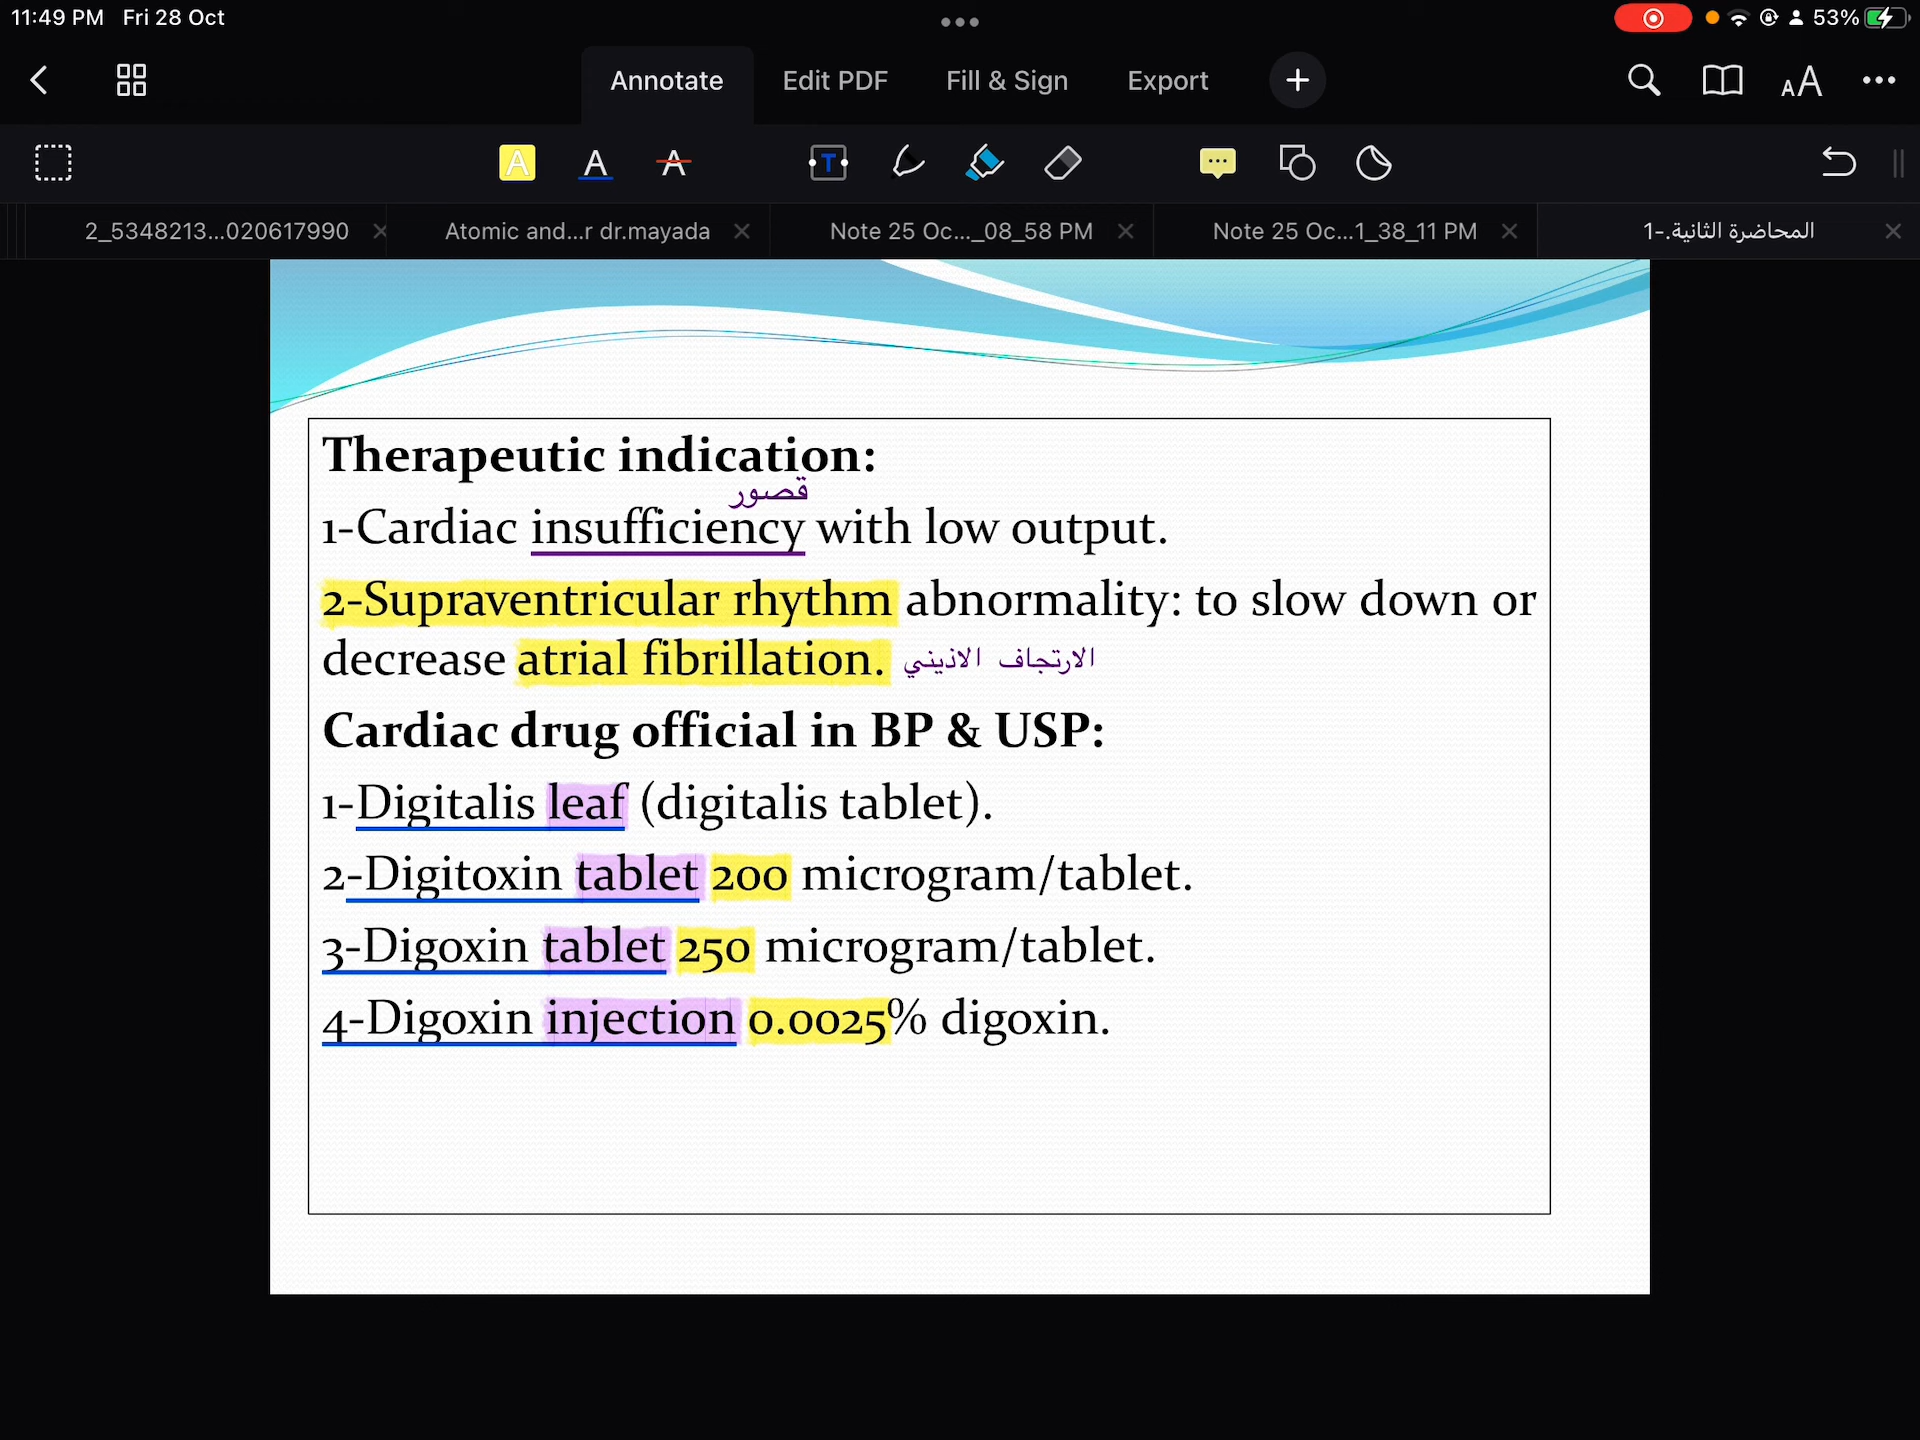 11:49 PM Fri 28 Oct
53%
Annotate Edit PDF Fill & Sign Export
2_5348213...020617990
Atomic and...r dr.mayada
Note 25 Oc..._08_58 PM
Note 25 Oc...1_38_11 PM
المحاضرة الثانية.-1
Therapeutic indication:
قصور
1-Cardiac insufficiency with low output.
2-Supraventricular rhythm abnormality: to slow down or
decrease atrial fibrillation. الارتجاف الاذيني
Cardiac drug official in BP & USP:
1-Digitalis leaf (digitalis tablet).
2-Digitoxin tablet 200 microgram/tablet.
3-Digoxin tablet 250 microgram/tablet.
4-Digoxin injection 0.0025% digoxin.